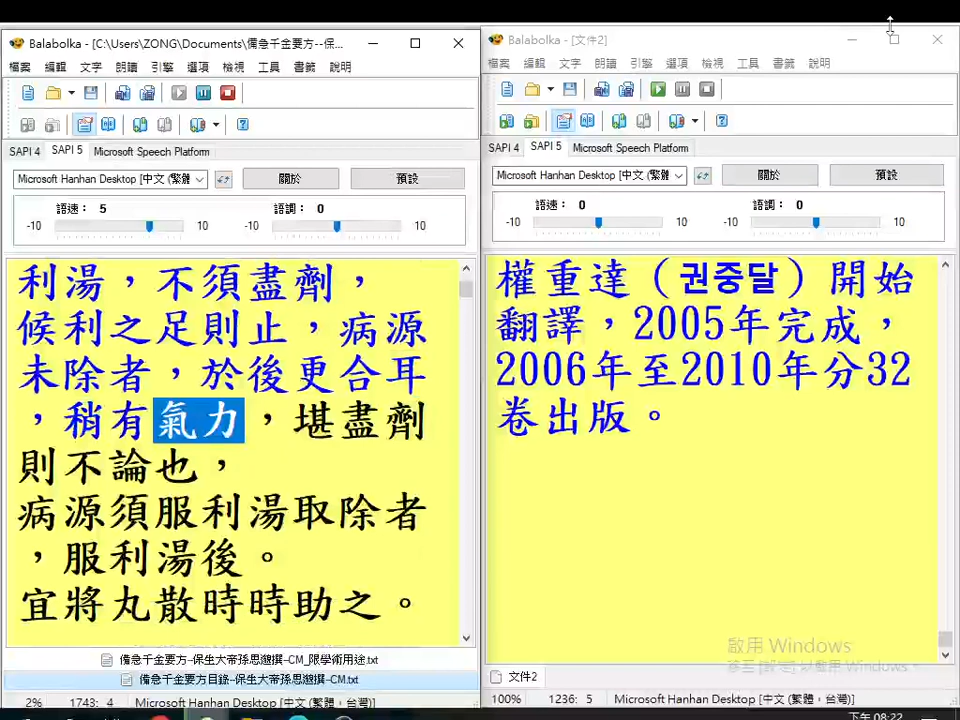 Balabolka - [C:\Users\ZONG\Documents\備急千金要方--保...
檔案 編輯 文字 朗讀 引擎 選項 檢視 工具 書籤 說明
SAPI 4 SAPI 5 Microsoft Speech Platform
Microsoft Hanhan Desktop [中文 (繁體 關於 預設
語速： 5 語調： 0
-10 10 -10 10
利湯，不須盡劑，
候利之足則止，病源
未除者，於後更合耳
，稍有氣力，堪盡劑
則不論也，
病源須服利湯取除者
，服利湯後。
宜將丸散時時助之。
備急千金要方--保生大帝孫思邈撰--CM_限學術用途.txt
備急千金要方目錄--保生大帝孫思邈撰--CM.txt
2% 1743: 4 Microsoft Hanhan Desktop [中文 (繁體，台灣)]
Balabolka - [文件2]
檔案 編輯 文字 朗讀 引擎 選項 檢視 工具 書籤 說明
SAPI 4 SAPI 5 Microsoft Speech Platform
Microsoft Hanhan Desktop [中文 (繁體 關於 預設
語速： 0 語調： 0
-10 10 -10 10
權重達（권중달）開始
翻譯，2005年完成，
2006年至2010年分32
卷出版。
啟用 Windows
移至 [設定] 以啟用 Windows。
文件2
100% 1236: 5 Microsoft Hanhan Desktop [中文 (繁體，台灣)]
下午 08:22